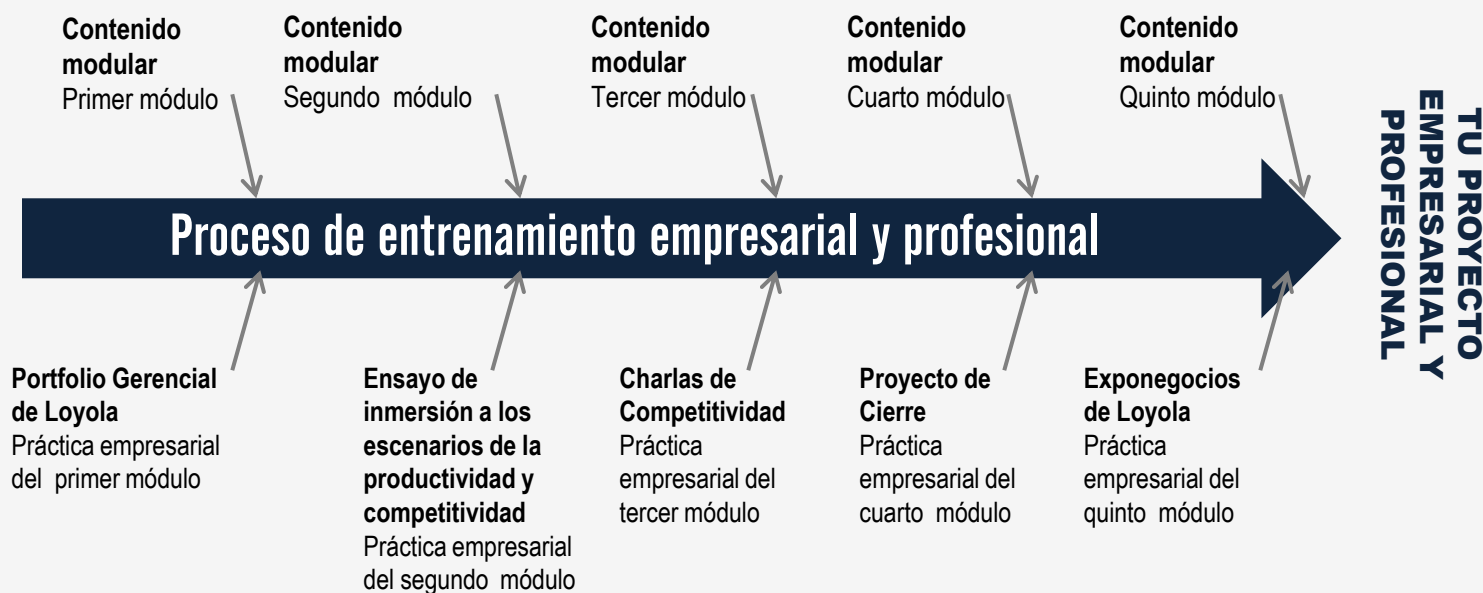 Contenido
modular
Primer módulo
Contenido
modular
Segundo módulo
Contenido
modular
Tercer módulo
Contenido
modular
Cuarto módulo
Contenido
modular
Quinto módulo
Proceso de entrenamiento empresarial y profesional
TU PROYECTO
EMPRESARIAL Y
PROFESIONAL
Portfolio Gerencial
de Loyola
Práctica empresarial
del primer módulo
Ensayo de
inmersión a los
escenarios de la
productividad y
competitividad
Práctica empresarial
del segundo módulo
Charlas de
Competitividad
Práctica
empresarial del
tercer módulo
Proyecto de
Cierre
Práctica
empresarial del
cuarto módulo
Exponegocios
de Loyola
Práctica
empresarial del
quinto módulo